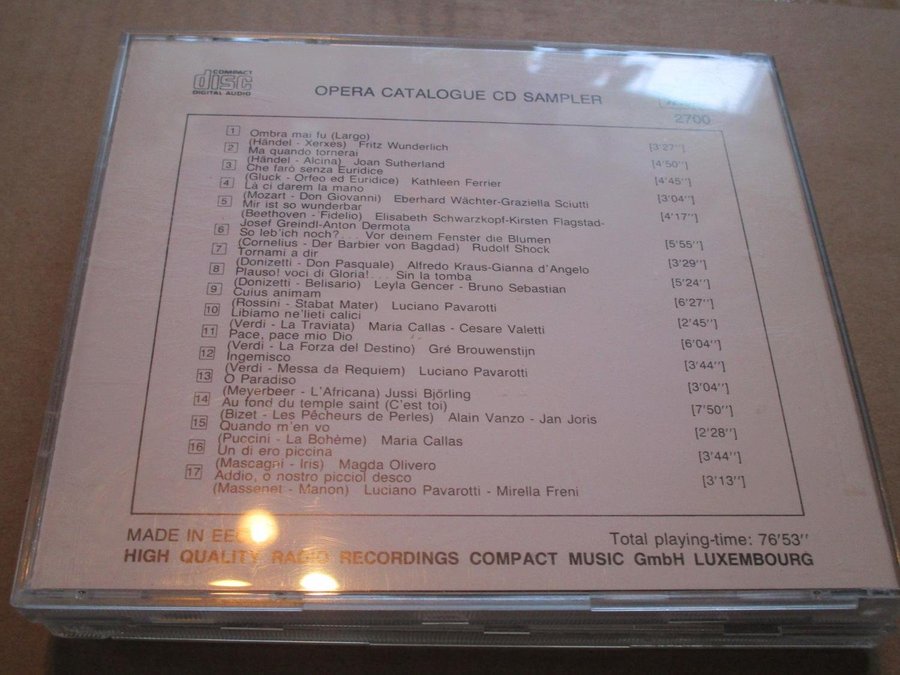 COMPACT
disc
DIGITAL AUDIO
OPERA CATALOGUE CD SAMPLER
2700
1 Ombra mai fu (Largo)
(Händel - Xerxes) Fritz Wunderlich [3'27'']
2 Ma quando tornerai
(Händel - Alcina) Joan Sutherland [4'50'']
3 Che farò senza Euridice
(Gluck - Orfeo ed Euridice) Kathleen Ferrier [4'45'']
4 Là ci darem la mano
(Mozart - Don Giovanni) Eberhard Wächter-Graziella Sciutti [3'04'']
5 Mir ist so wunderbar
(Beethoven - Fidelio) Elisabeth Schwarzkopf-Kirsten Flagstad- [4'17'']
Josef Greindl-Anton Dermota
6 So leb'ich noch?... Vor deinem Fenster die Blumen
(Cornelius - Der Barbier von Bagdad) Rudolf Shock [5'55'']
7 Tornami a dir
(Donizetti - Don Pasquale) Alfredo Kraus-Gianna d'Angelo [3'29'']
8 Plauso! voci di Gloria!... Sin la tomba
(Donizetti - Belisario) Leyla Gencer - Bruno Sebastian [5'24'']
9 Cuius animam
(Rossini - Stabat Mater) Luciano Pavarotti [6'27'']
10 Libiamo ne'lieti calici
(Verdi - La Traviata) Maria Callas - Cesare Valetti [2'45'']
11 Pace, pace mio Dio
(Verdi - La Forza del Destino) Gré Brouwenstijn [6'04'']
12 Ingemisco
(Verdi - Messa da Requiem) Luciano Pavarotti [3'44'']
13 O Paradiso
(Meyerbeer - L'Africana) Jussi Björling [3'04'']
14 Au fond du temple saint (C'est toi)
(Bizet - Les Pêcheurs de Perles) Alain Vanzo - Jan Joris [7'50'']
15 Quando m'en vo
(Puccini - La Bohème) Maria Callas [2'28'']
16 Un di ero piccina
(Mascagni - Iris) Magda Olivero [3'44'']
17 Addio, o nostro picciol desco
(Massenet - Manon) Luciano Pavarotti - Mirella Freni [3'13'']
MADE IN
Total playing-time: 76'53''
HIGH QUALITY RADIO RECORDINGS COMPACT MUSIC GmbH LUXEMBOURG